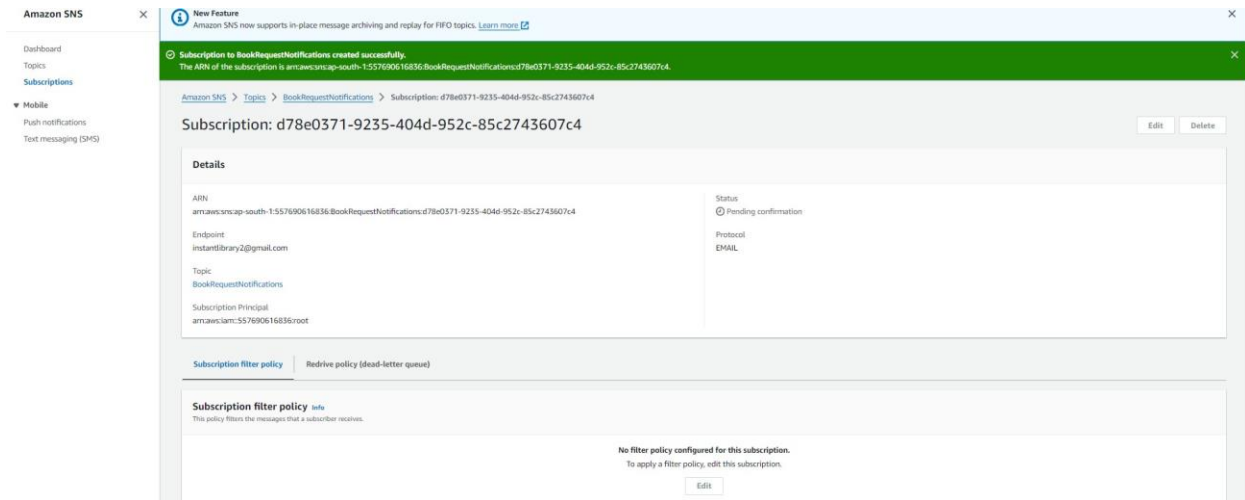 Amazon SNS
Dashboard
Topics
Subscriptions
Mobile
Push notifications
Text messaging (SMS)
New Feature
Amazon SNS now supports in-place message archiving and replay for FIFO topics. Learn more
Subscription to BookRequestNotifications created successfully.
The ARN of the subscription is arn:aws:sns:ap-south-1:557690616836:BookRequestNotifications:d78e0371-9235-404d-952c-85c2743607c4.
Amazon SNS > Topics > BookRequestNotifications > Subscription: d78e0371-9235-404d-952c-85c2743607c4
Subscription: d78e0371-9235-404d-952c-85c2743607c4
Edit Delete
Details
ARN
arn:aws:sns:ap-south-1:557690616836:BookRequestNotifications:d78e0371-9235-404d-952c-85c2743607c4
Endpoint
instantlibrary2@gmail.com
Topic
BookRequestNotifications
Subscription Principal
arn:aws:iam::557690616836:root
Status
Pending confirmation
Protocol
EMAIL
Subscription filter policy
Redrive policy (dead-letter queue)
Subscription filter policy Info
This policy filters the messages that a subscriber receives.
No filter policy configured for this subscription.
To apply a filter policy, edit this subscription.
Edit